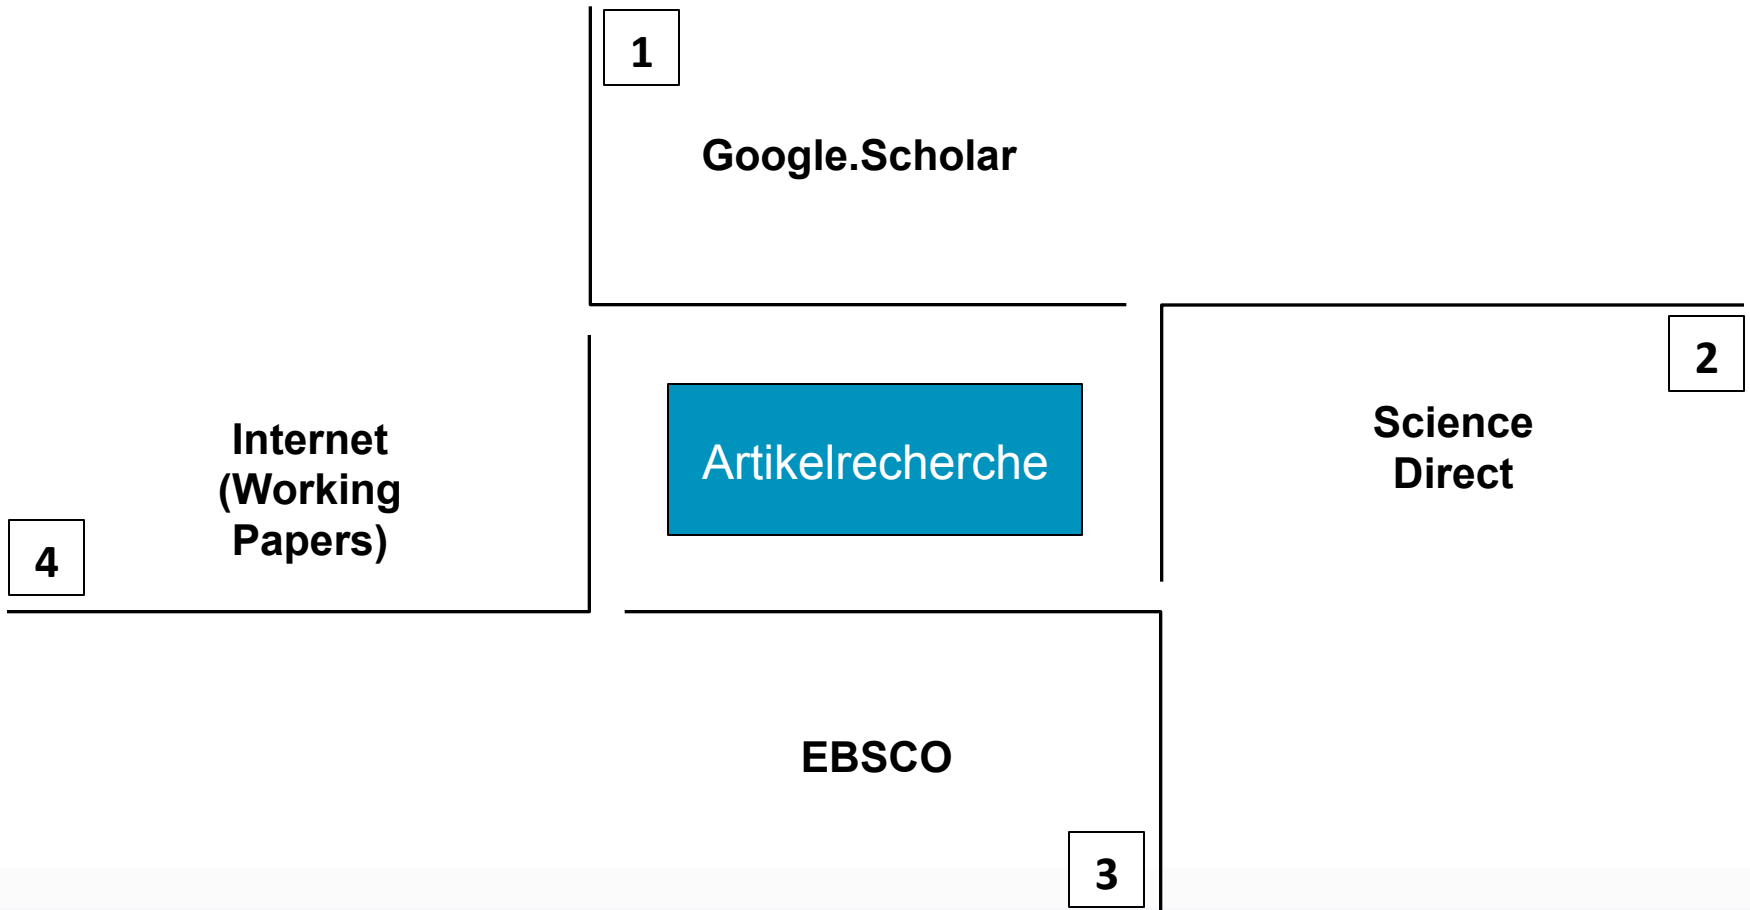 1
Google.Scholar
2
Science
Direct
Artikelrecherche
Internet
(Working
Papers)
4
EBSCO
3